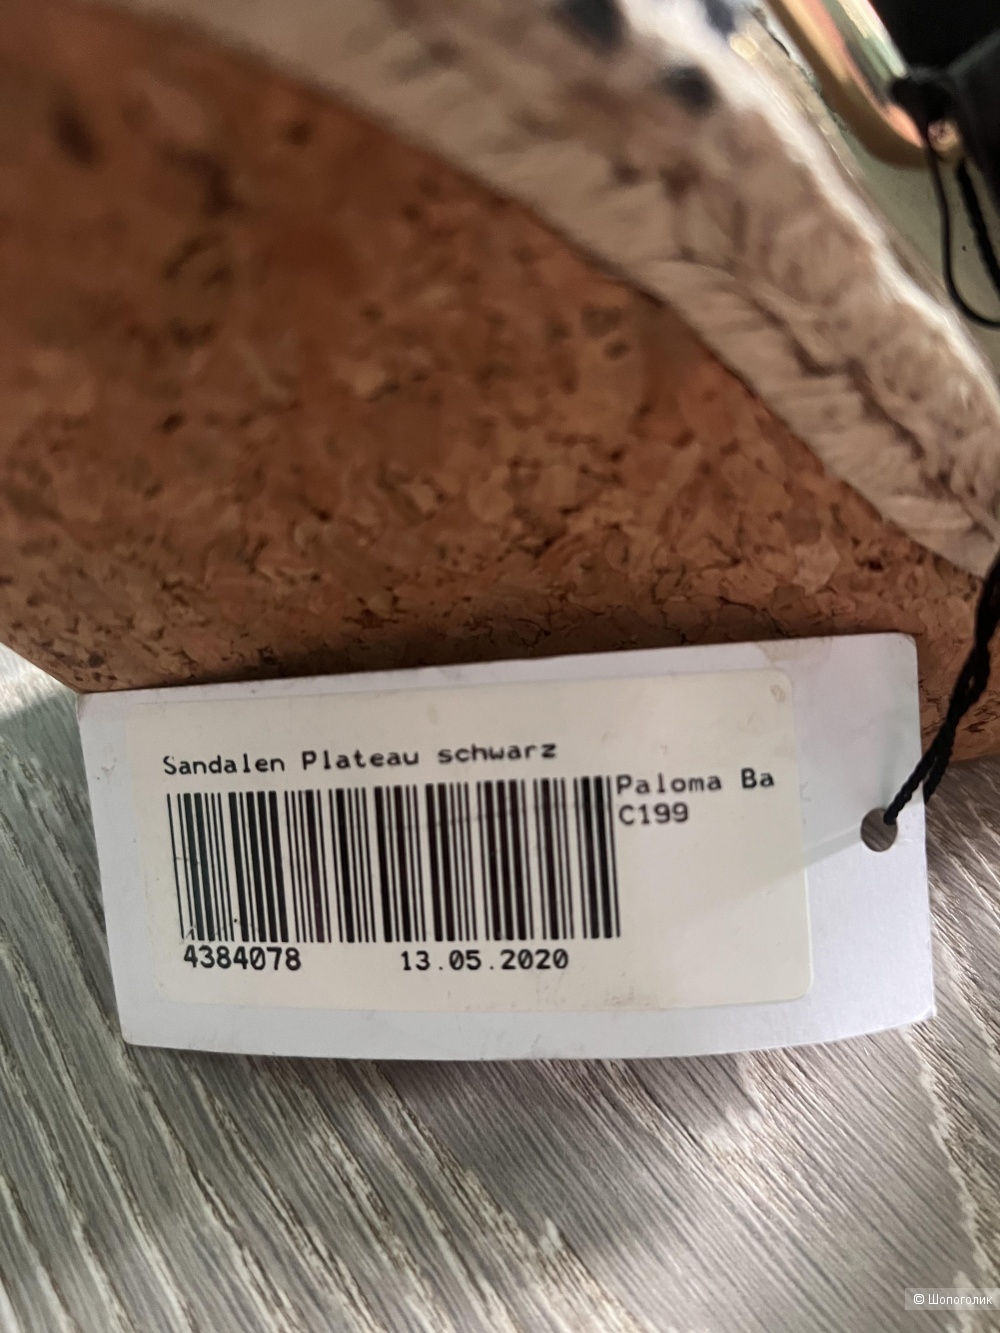 Sandalen Plateau schwarz
Paloma Ba
C199
4384078 13.05.2020
© Шопоголик